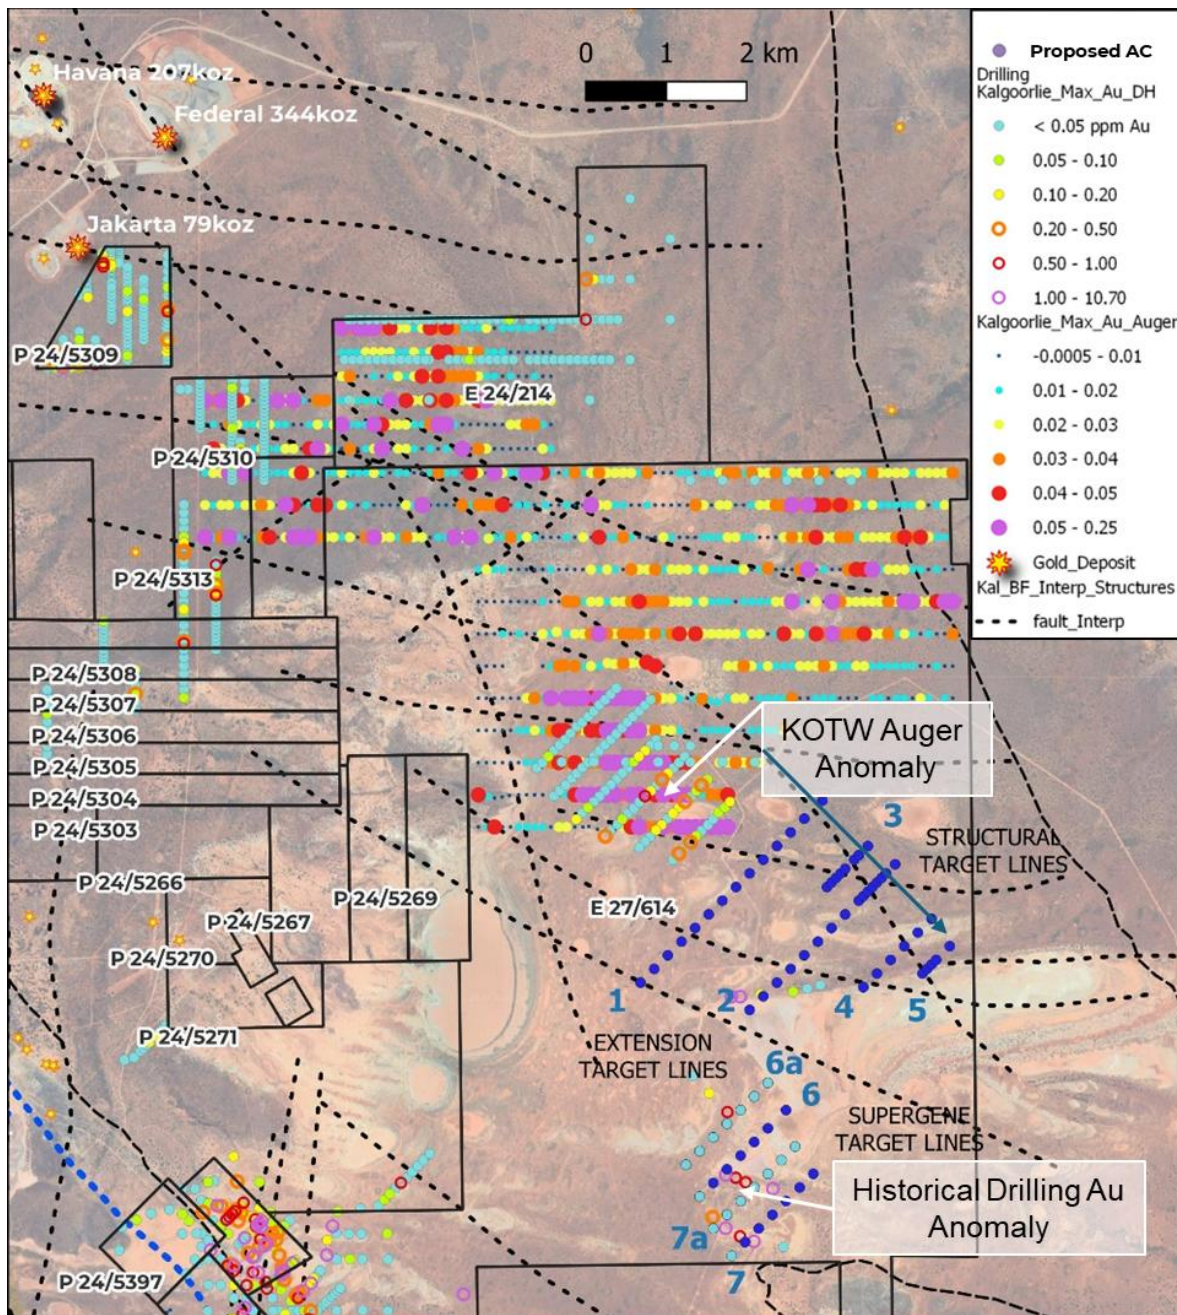 0 1 2 km
Havana 207koz
Federal 344koz
Jakarta 79koz
P 24/5309
E 24/214
P 24/5310
P 24/5313
P 24/5308
P 24/5307
P 24/5306
P 24/5305
P 24/5304
P 24/5303
P 24/5266
P 24/5267
P 24/5269
P 24/5270
P 24/5271
P 24/5397
E 27/614
KOTW Auger
Anomaly
3
STRUCTURAL
TARGET LINES
1
2
4
5
EXTENSION
TARGET LINES
6a
6
SUPERGENE
TARGET LINES
Historical Drilling Au
Anomaly
7a
7
Proposed AC
Drilling
Kalgoorlie_Max_Au_DH
< 0.05 ppm Au
0.05 - 0.10
0.10 - 0.20
0.20 - 0.50
0.50 - 1.00
1.00 - 10.70
Kalgoorlie_Max_Au_Auger
-0.0005 - 0.01
0.01 - 0.02
0.02 - 0.03
0.03 - 0.04
0.04 - 0.05
0.05 - 0.25
Gold_Deposit
Kal_BF_Interp_Structures
fault_Interp